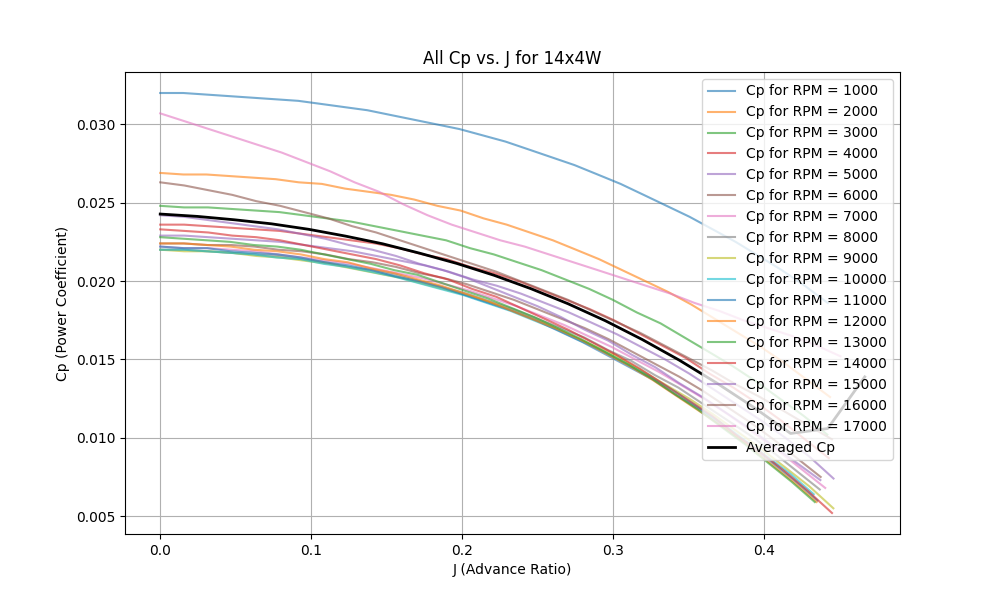 All Cp vs. J for 14x4W
Cp (Power Coefficient)
0.030
0.025
0.020
0.015
0.010
0.005
0.0 0.1 0.2 0.3 0.4
J (Advance Ratio)
Cp for RPM = 1000
Cp for RPM = 2000
Cp for RPM = 3000
Cp for RPM = 4000
Cp for RPM = 5000
Cp for RPM = 6000
Cp for RPM = 7000
Cp for RPM = 8000
Cp for RPM = 9000
Cp for RPM = 10000
Cp for RPM = 11000
Cp for RPM = 12000
Cp for RPM = 13000
Cp for RPM = 14000
Cp for RPM = 15000
Cp for RPM = 16000
Cp for RPM = 17000
Averaged Cp